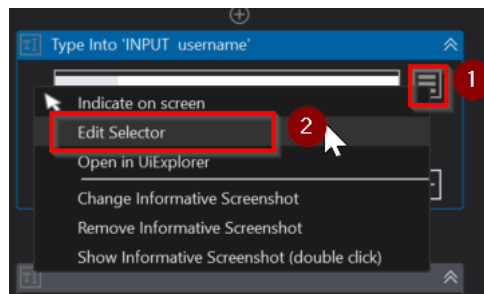 Type Into 'INPUT username'
1
Indicate on screen
Edit Selector
2
Open in UiExplorer
Change Informative Screenshot
Remove Informative Screenshot
Show Informative Screenshot (double click)